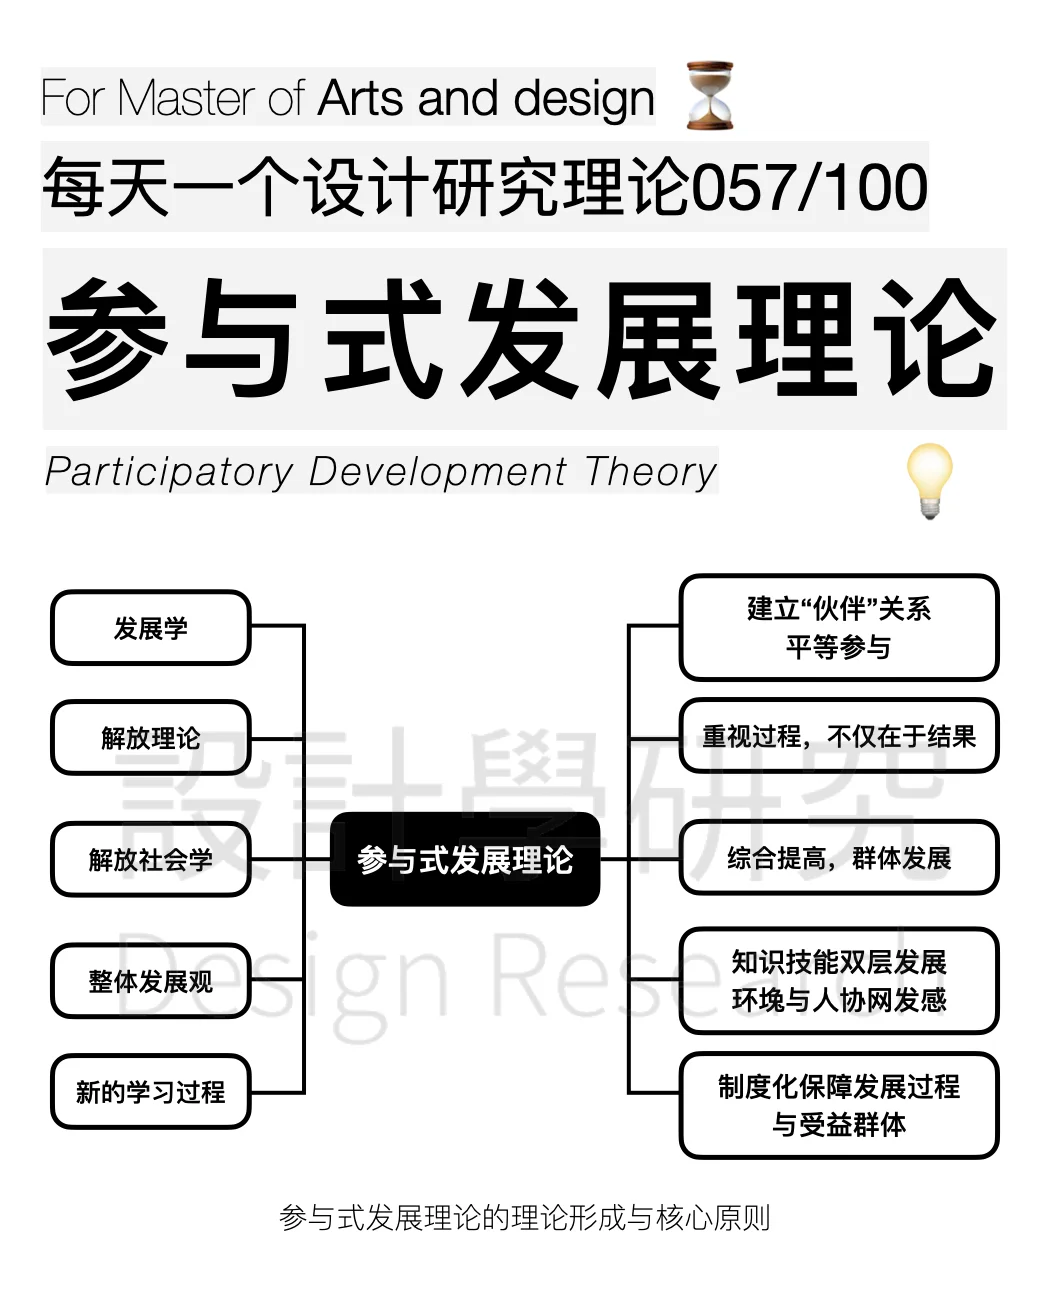 For Master of Arts and design
每天一个设计研究理论057/100
参与式发展理论
Participatory Development Theory
发展学
解放理论
解放社会学
整体发展观
新的学习过程
参与式发展理论
建立“伙伴”关系
平等参与
重视过程，不仅在于结果
综合提高，群体发展
知识技能双层发展
环境与人协网发感
制度化保障发展过程
与受益群体
設計學研究
Design Research
参与式发展理论的理论形成与核心原则